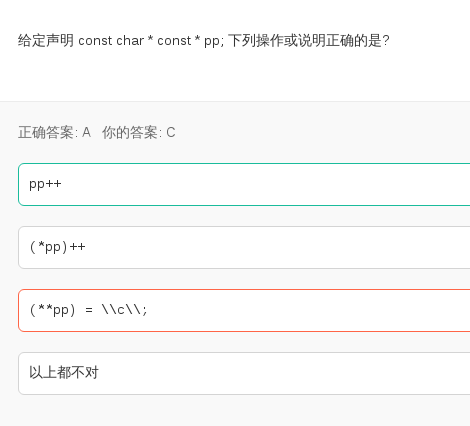 给定声明 const char * const * pp; 下列操作或说明正确的是?
正确答案: A 你的答案: C
pp++
(*pp)++
(**pp) = \\c\\;
以上都不对